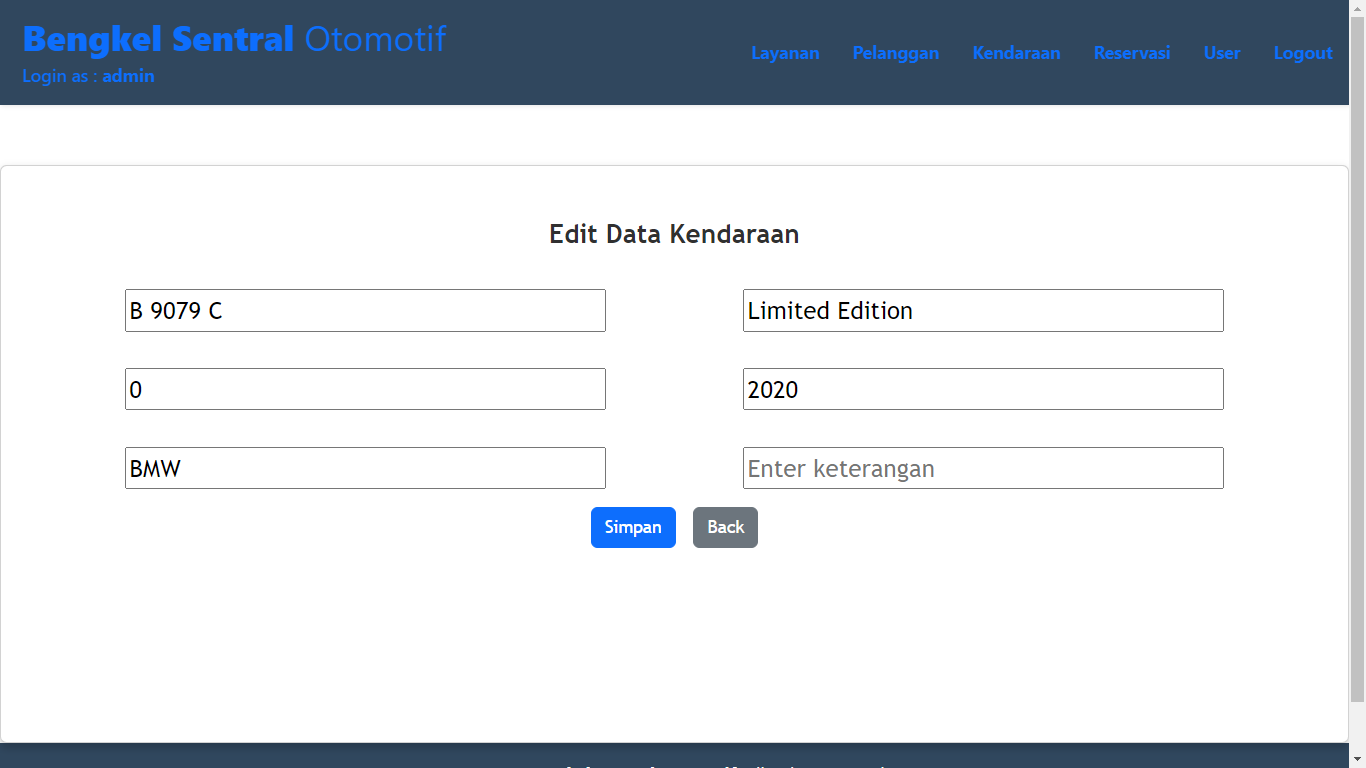 Bengkel Sentral Otomotif
Login as : admin
Layanan Pelanggan Kendaraan Reservasi User Logout
Edit Data Kendaraan
B 9079 C
Limited Edition
0
2020
BMW
Enter keterangan
Simpan Back